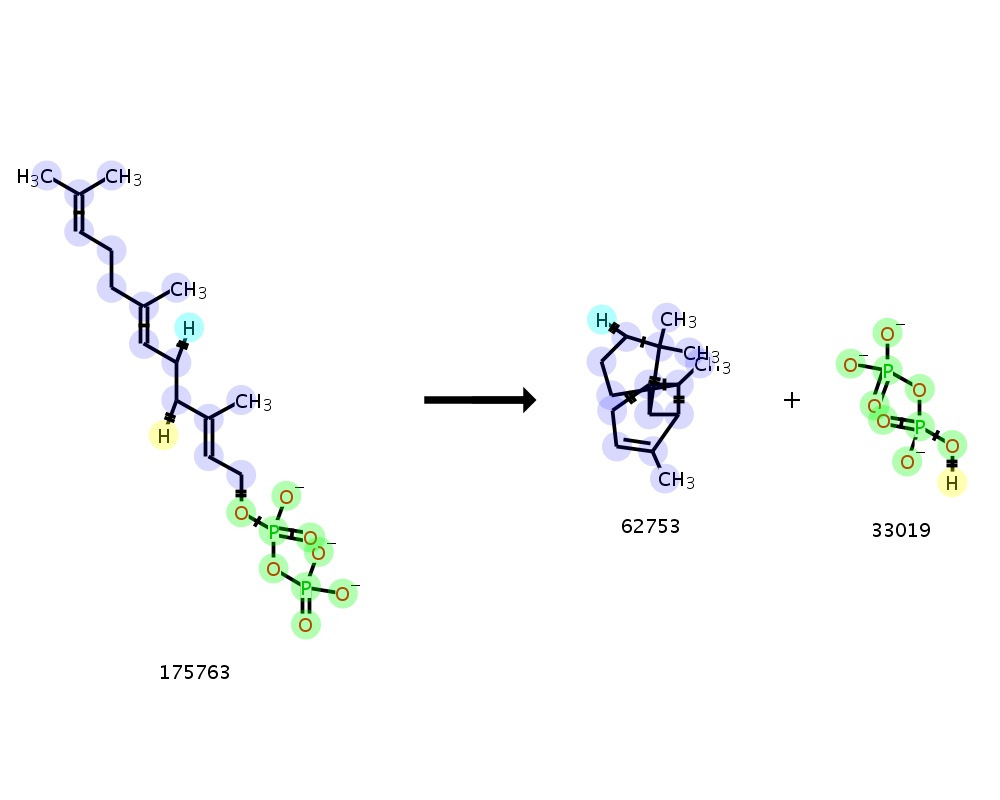 H3C CH3
CH3
H
CH3
H
O
O−
P O
O−
O P O−
O
175763
H CH3
CH3
CH3
CH3
62753
+
O−
O− P
O
O
O P
O
O−
H
33019